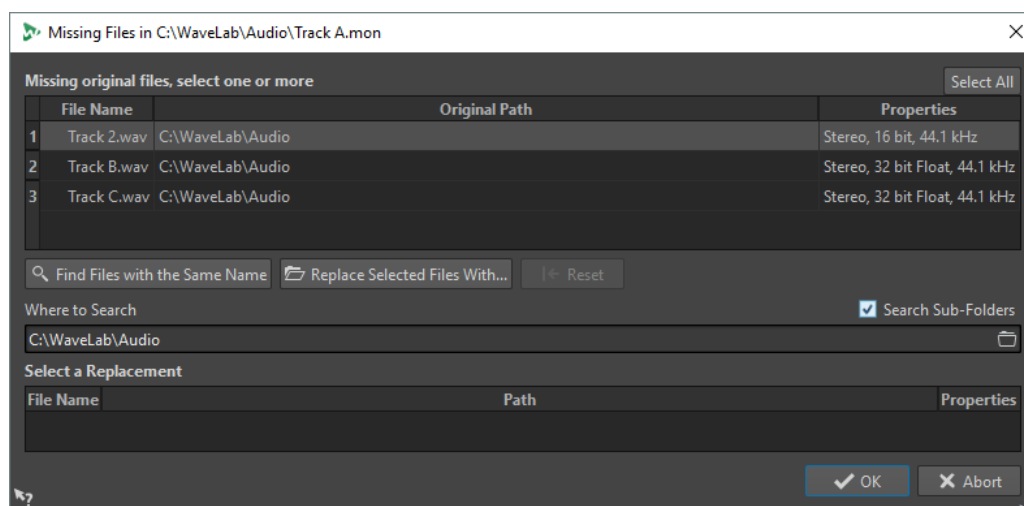 Missing Files in C:\WaveLab\Audio\Track A.mon
Missing original files, select one or more Select All
File Name Original Path Properties
1 Track 2.wav C:\WaveLab\Audio Stereo, 16 bit, 44.1 kHz
2 Track B.wav C:\WaveLab\Audio Stereo, 32 bit Float, 44.1 kHz
3 Track C.wav C:\WaveLab\Audio Stereo, 32 bit Float, 44.1 kHz
Find Files with the Same Name Replace Selected Files With... Reset
Where to Search Search Sub-Folders
C:\WaveLab\Audio
Select a Replacement
File Name Path Properties
OK Abort
?